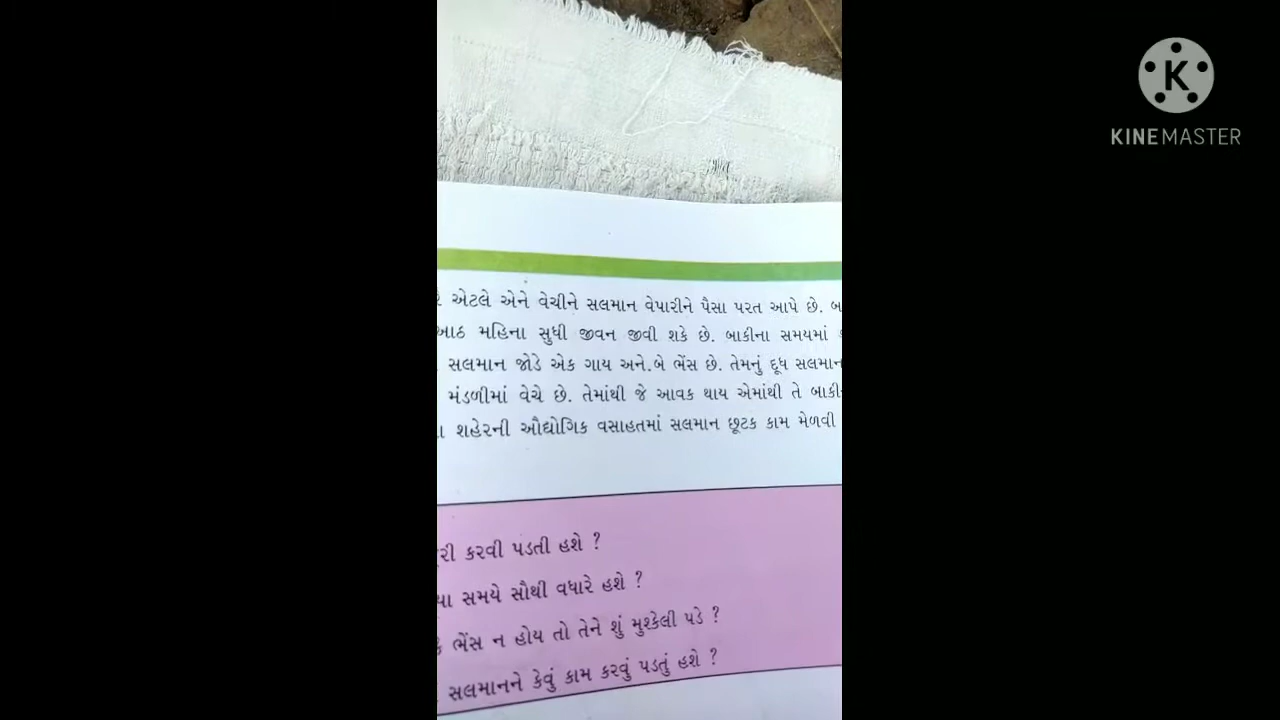 KINEMASTER
એટલે એને વેચીને સલમાન વેપારીને પૈસા પરત આપે છે.
આઠ મહિના સુધી જીવન જીવી શકે છે. બાકીના સમયમાં
સલમાન જોડે એક ગાય અને બે ભેંસ છે. તેમનું દૂધ સલમાન
મંડળીમાં વેચે છે. તેમાંથી જે આવક થાય એમાંથી તે
શહેરની ઔદ્યોગિક વસાહતમાં સલમાન છૂટક કામ મેળવી
કરવી પડતી હશે ?
સમયે સૌથી વધારે હશે ?
ભેંસ ન હોય તો તેને શું મુશ્કેલી પડે ?
સલમાનને કેવું કામ કરવું પડતું હશે ?